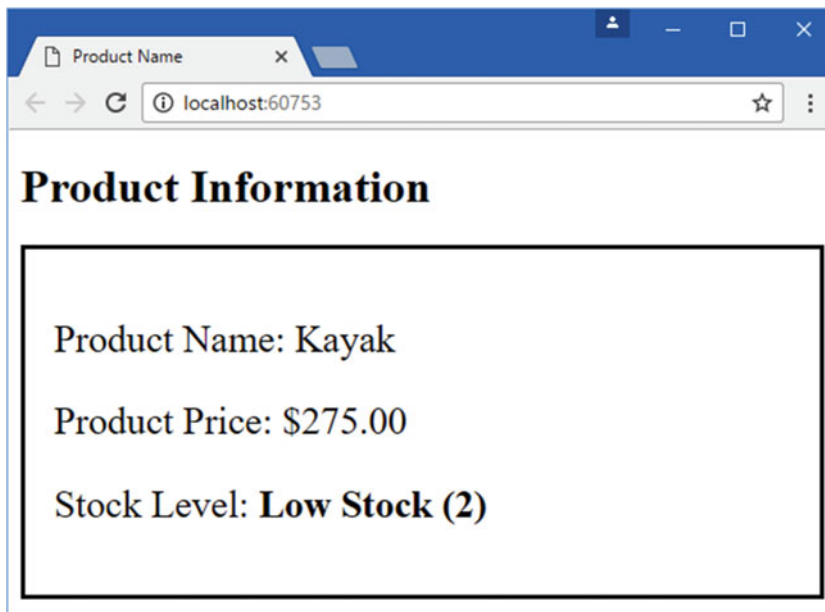 Product Name
localhost:60753
Product Information
Product Name: Kayak
Product Price: $275.00
Stock Level: Low Stock (2)